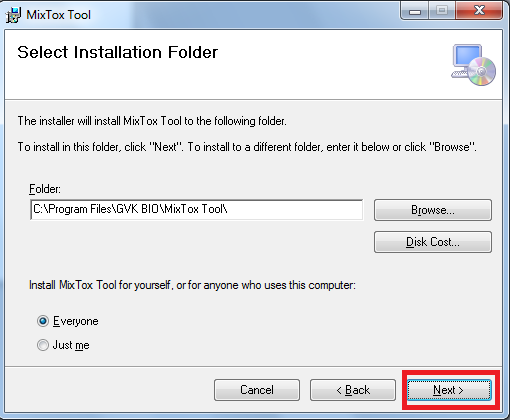 MixTox Tool
Select Installation Folder
The installer will install MixTox Tool to the following folder.
To install in this folder, click "Next". To install to a different folder, enter it below or click "Browse".
Folder:
C:\Program Files\GVK BIO\MixTox Tool\
Browse...
Disk Cost...
Install MixTox Tool for yourself, or for anyone who uses this computer:
Everyone
Just me
Cancel
< Back
Next >